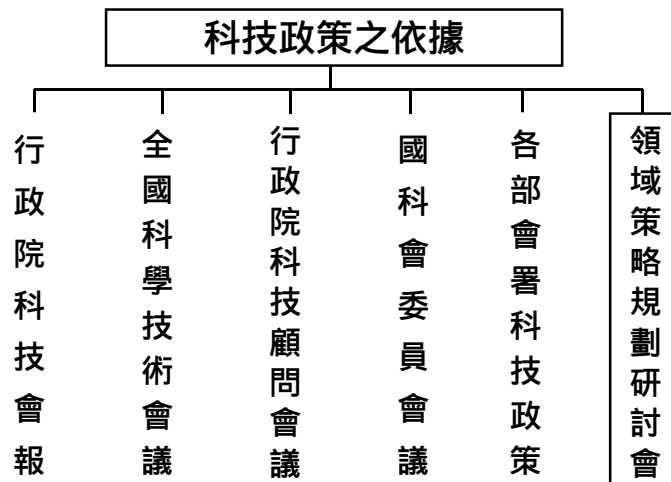 科技政策之依據
行政院科技會報
全國科學技術會議
行政院科技顧問會議
國科會委員會議
各部會署科技政策
領域策略規劃研討會